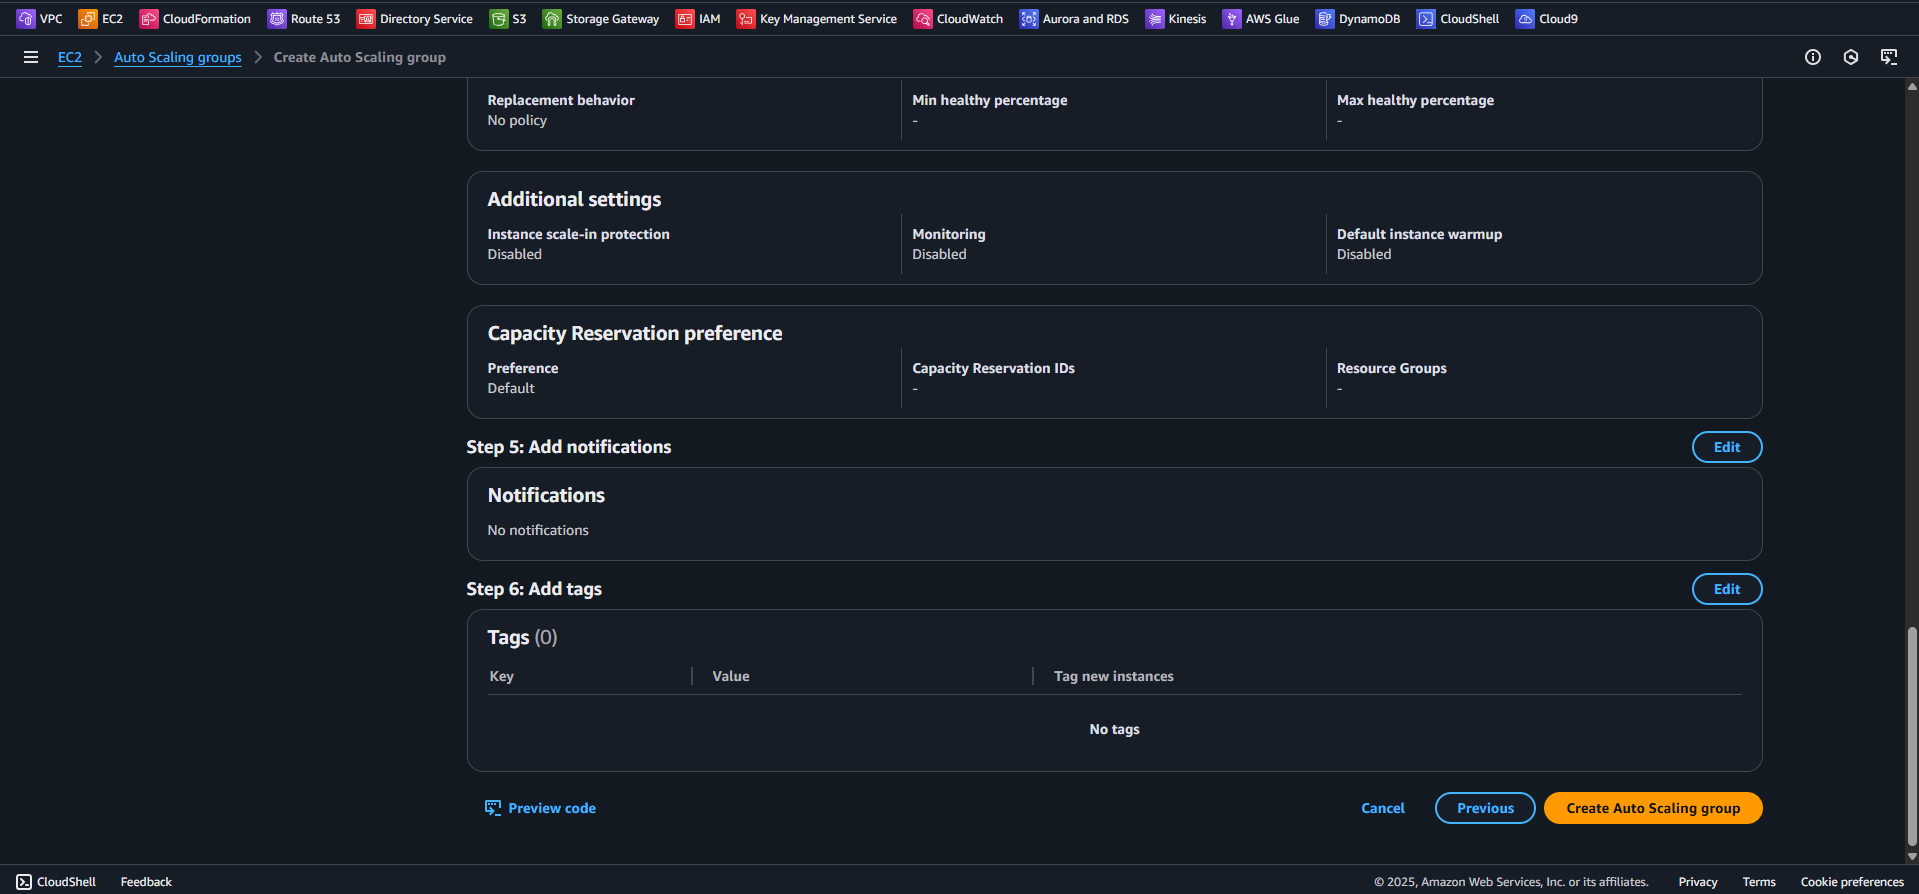 VPC EC2 CloudFormation Route 53 Directory Service S3 Storage Gateway IAM Key Management Service CloudWatch Aurora and RDS Kinesis AWS Glue DynamoDB CloudShell Cloud9
EC2 Auto Scaling groups Create Auto Scaling group
Replacement behavior Min healthy percentage Max healthy percentage
No policy - -
Additional settings
Instance scale-in protection Monitoring Default instance warmup
Disabled Disabled Disabled
Capacity Reservation preference
Preference Capacity Reservation IDs Resource Groups
Default - -
Step 5: Add notifications Edit
Notifications
No notifications
Step 6: Add tags Edit
Tags (0)
Key Value Tag new instances
No tags
Preview code Cancel Previous Create Auto Scaling group
CloudShell Feedback © 2025, Amazon Web Services, Inc. or its affiliates. Privacy Terms Cookie preferences